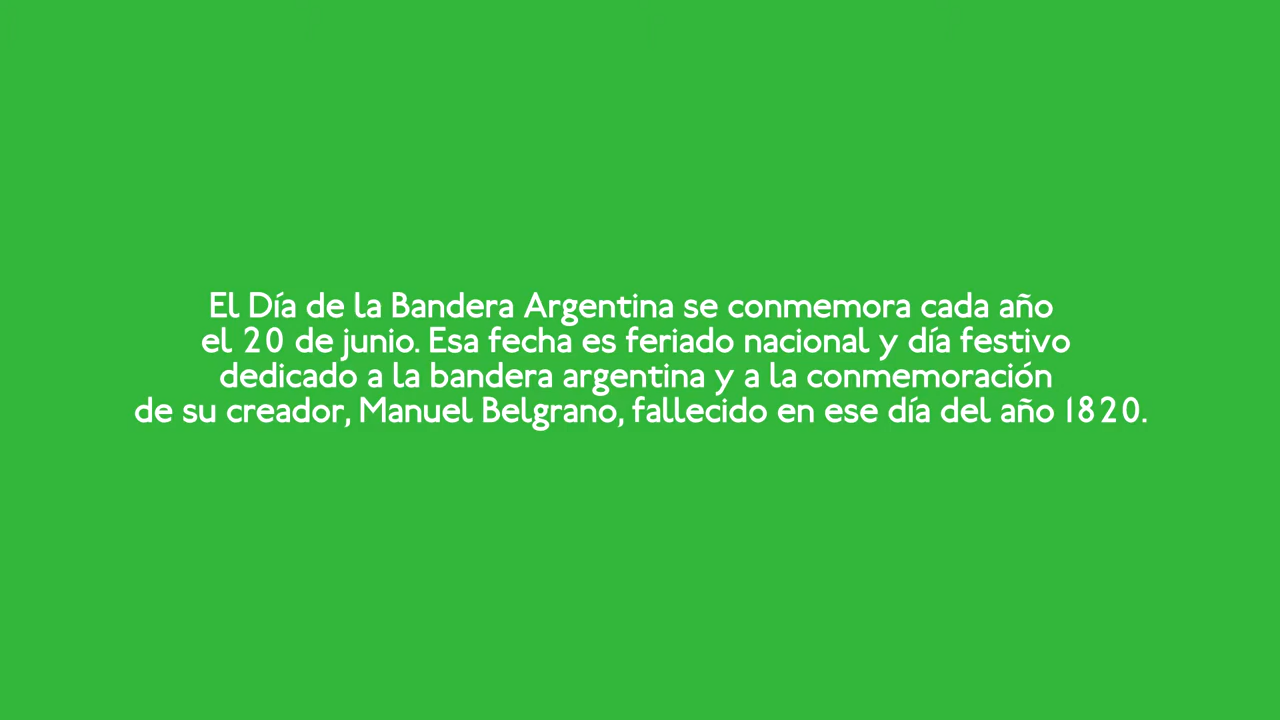 El Día de la Bandera Argentina se conmemora cada año
el 20 de junio. Esa fecha es feriado nacional y día festivo
dedicado a la bandera argentina y a la conmemoración
de su creador, Manuel Belgrano, fallecido en ese día del año 1820.